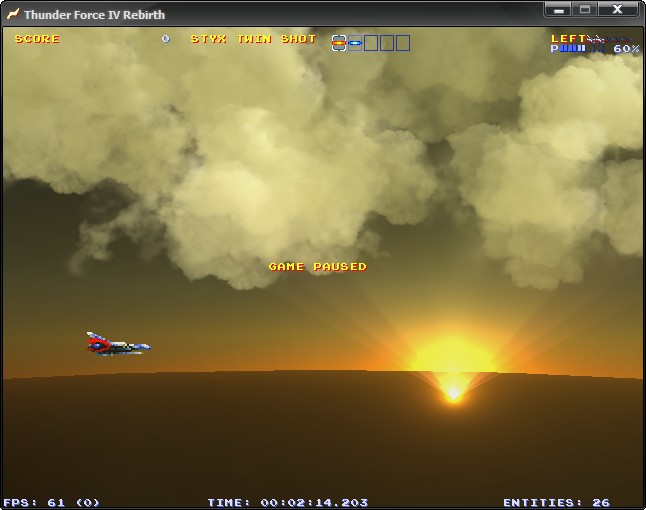 Thunder Force IV Rebirth
SCORE 0 STYX TWIN SHOT LEFT
P 60%
GAME PAUSED
FPS: 61 (0) TIME: 00:02:14.203 ENTITIES: 26